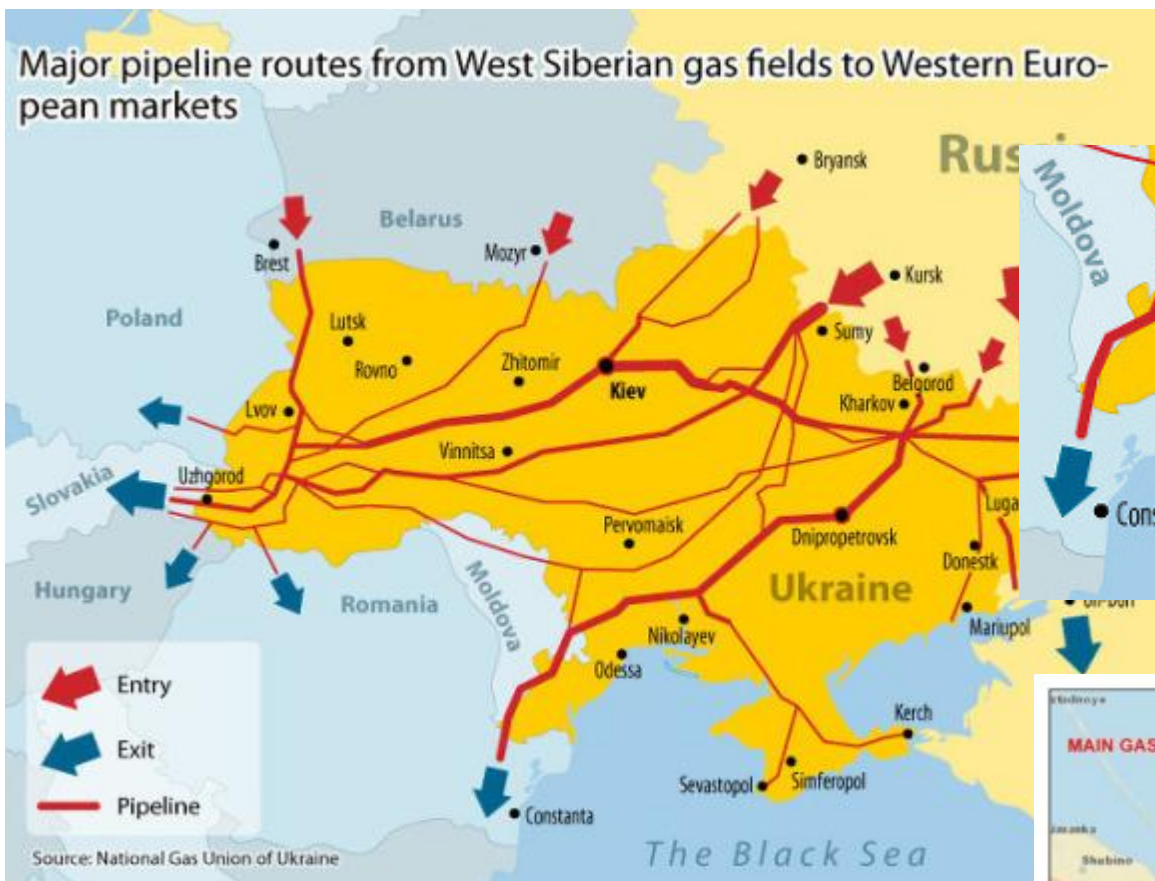 Major pipeline routes from West Siberian gas fields to Western Euro-
pean markets
Bryansk
Belarus
Brest
Mozyr
Kursk
Moldova
Poland
Lutsk
Rovno
Zhitomir
Kiev
Sumy
Belgorod
Kharkov
Lvov
Vinnitsa
Slovakia
Uzhgorod
Pervomaisk
Dnipropetrovsk
Donestk
Hungary
Romania
Moldova
Ukraine
Mariupol
Nikolayev
Odessa
Entry
Exit
Pipeline
Kerch
Sevastopol
Simferopol
Constanta
MAIN GAS
Shubino
Source: National Gas Union of Ukraine
The Black Sea